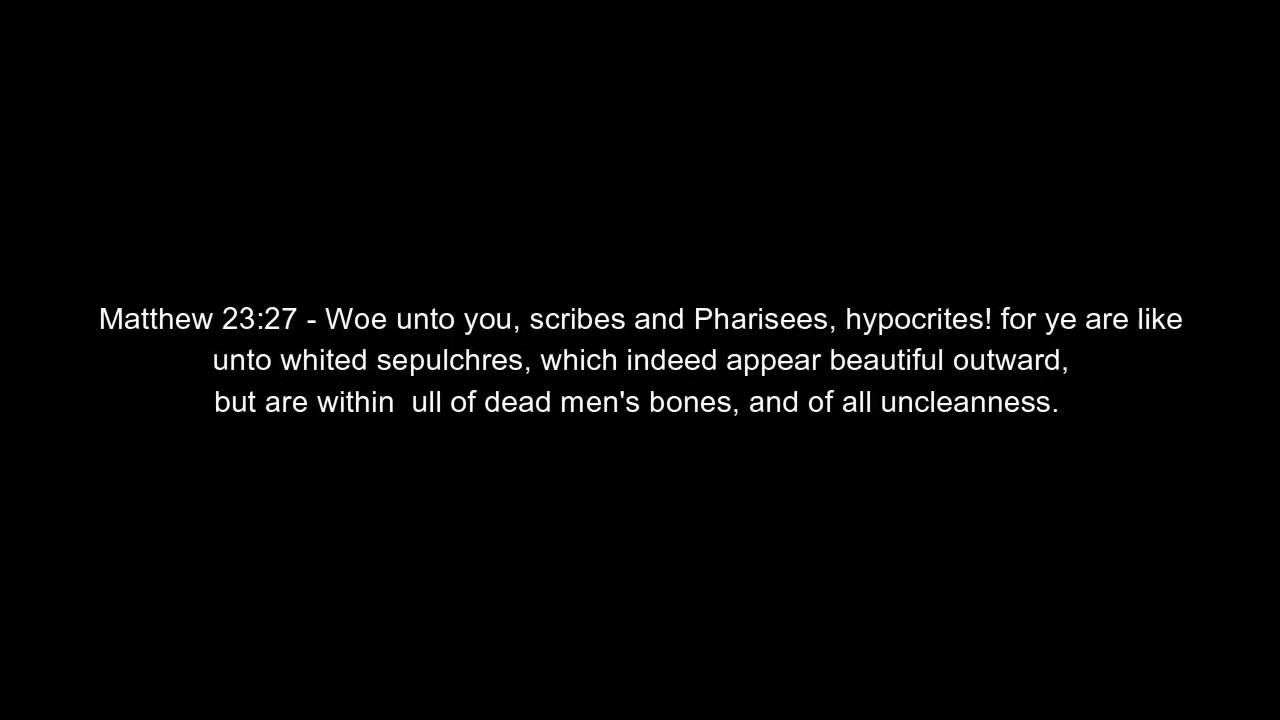 Matthew 23:27 - Woe unto you, scribes and Pharisees, hypocrites! for ye are like
unto whited sepulchres, which indeed appear beautiful outward,
but are within  ull of dead men's bones, and of all uncleanness.